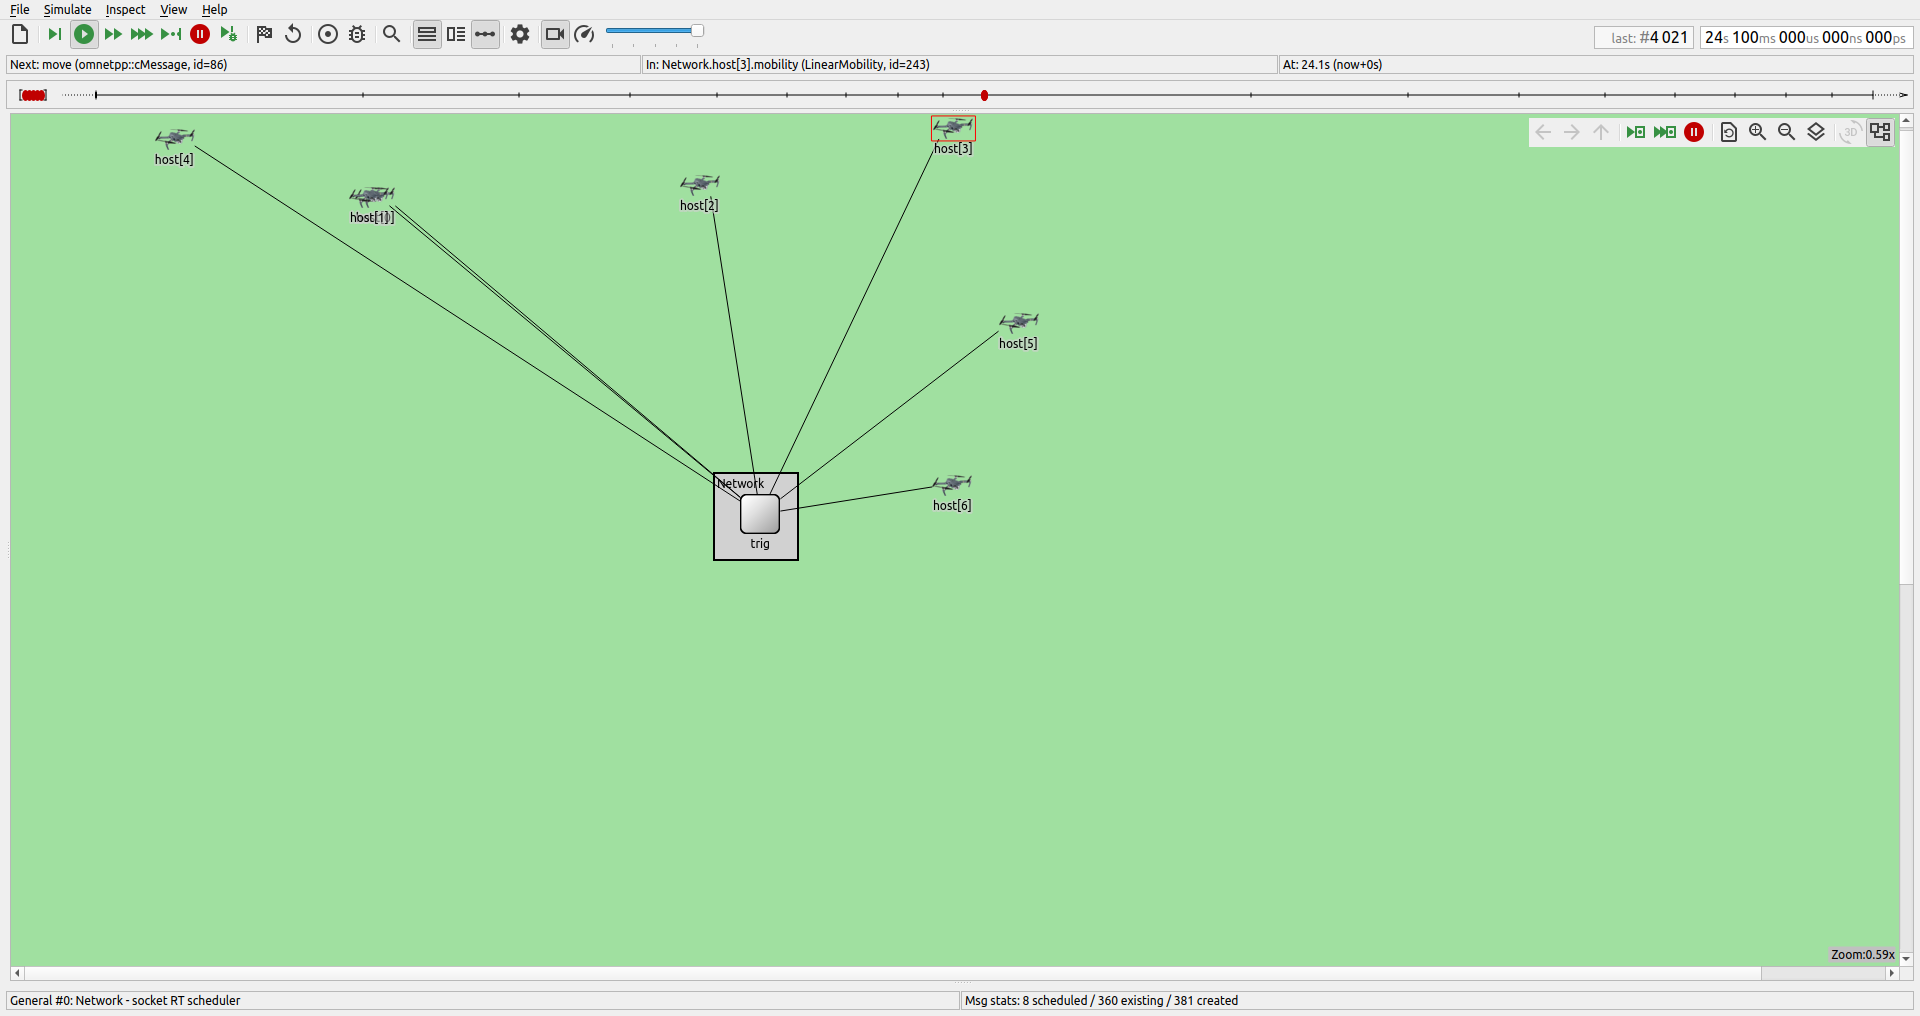 File Simulate Inspect View Help
last: #4 021
24s 100ms 000us 000ns 000ps
Next: move (omnetpp::cMessage, id=86)
In: Network.host[3].mobility (LinearMobility, id=243)
At: 24.1s (now+0s)
host[4]
host[3]
3D
host[1]
host[2]
host[5]
Network
host[6]
trig
Zoom:0.59x
General #0: Network - socket RT scheduler
Msg stats: 8 scheduled / 360 existing / 381 created